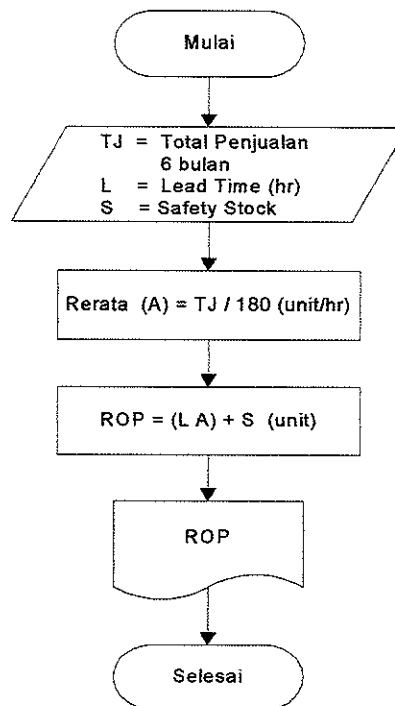 Mulai
TJ = Total Penjualan
6 bulan
L = Lead Time (hr)
S = Safety Stock
Rerata (A) = TJ / 180 (unit/hr)
ROP = (L A) + S (unit)
ROP
Selesai